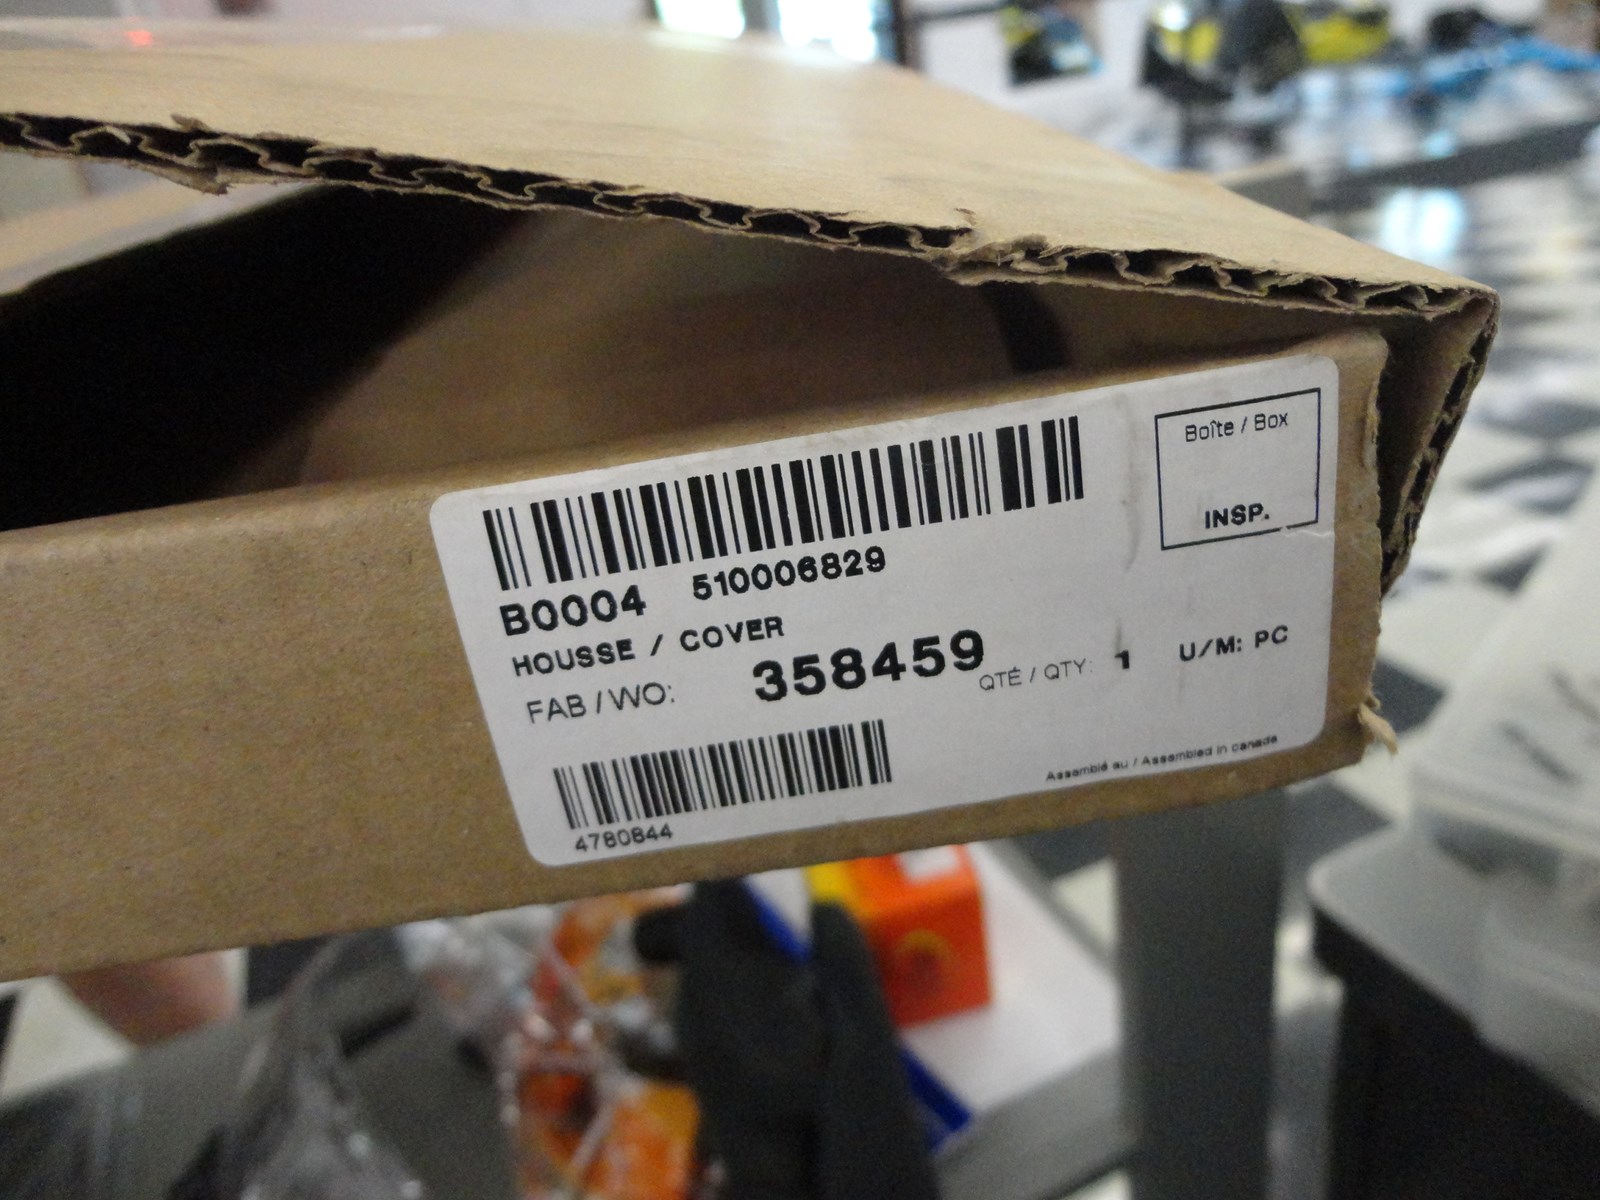 Boîte / Box
INSP.
B0004 510006829
HOUSSE / COVER
FAB / WO: 358459 QTÉ / QTY: 1 U/M: PC
4780844
Assemblé au / Assembled in canada